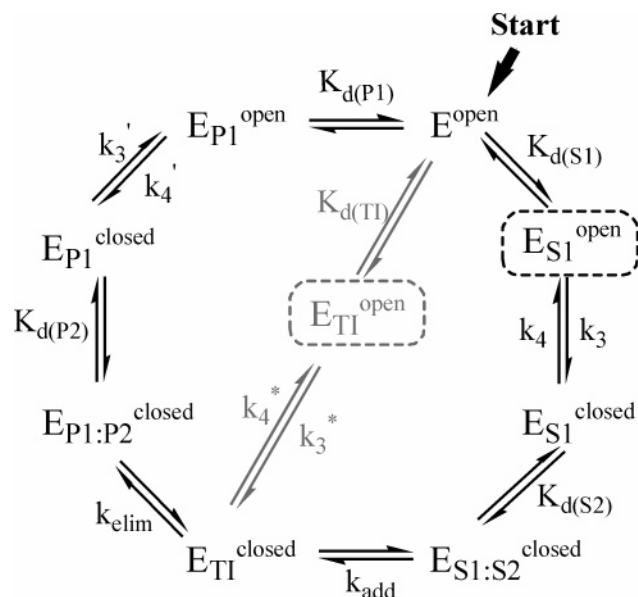 Start
K_d(P1)
E_P1^open
E^open
k_3'
k_4'
K_d(S1)
K_d(TI)
E_P1^closed
E_S1^open
K_d(P2)
E_TI^open
k_4
k_3
k_4^*
k_3^*
E_P1:P2^closed
E_S1^closed
K_d(S2)
k_elim
E_TI^closed
k_add
E_S1:S2^closed